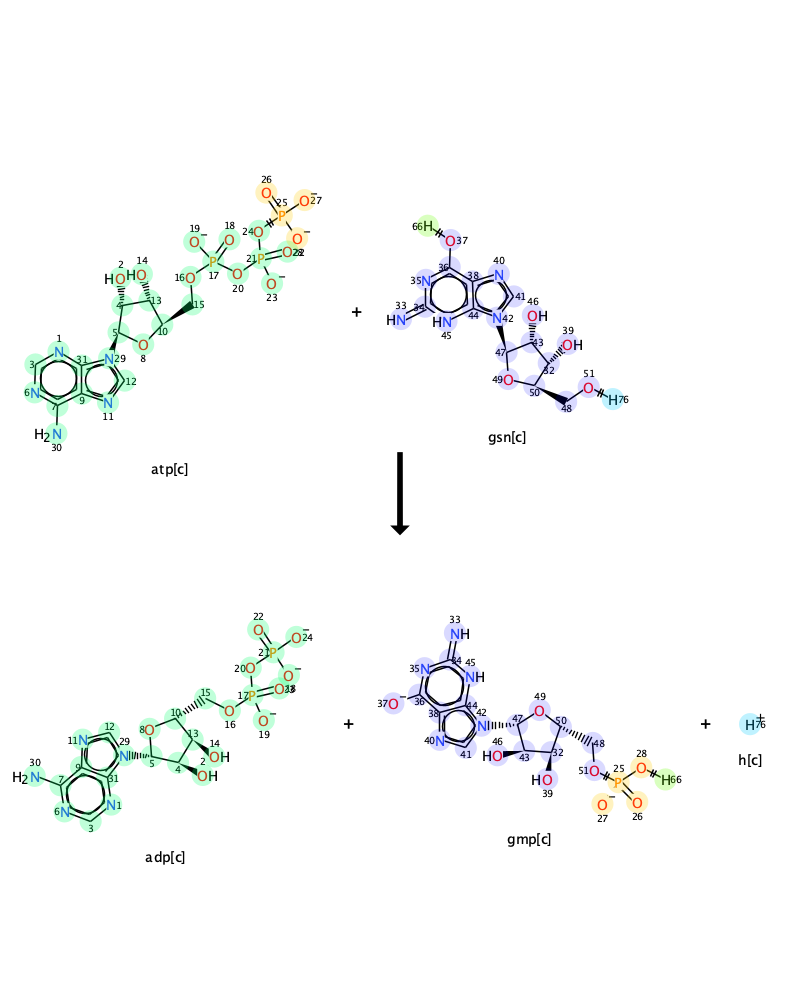 26
25
O
O
−
27
P
O
−
28
24
O
19
18
O
−
O
P
17
21
P
O
22
O
20
O
−
23
16
O
15
2
14
HO
HO
4
13
5
10
O
8
1
N
31
N
29
3
12
6
N
9
7
N
11
H₂N
30
atp[c]
+
66
H
O
37
36
40
38
N
35
N
41
33
34
HN
HN
45
44
N
42
46
OH
39
OH
43
47
32
49
O
50
51
O
H
76
48
gsn[c]
22
O
O
−
24
21
P
20
O
O
−
23
15
17
P
O
18
O
16
O
−
19
10
8
O
13
14
OH
5
4
2
OH
12
11
N
29
N
9
30
H₂N
7
31
N
1
6
N
3
adp[c]
+
33
NH
34
45
35
N
NH
−
37
O
36
44
38
42
N
40
N
41
49
O
47
50
46
HO
43
32
HO
39
48
51
O
25
28
P
O
H
66
−
O
27
O
26
gmp[c]
+
H
+
76
h[c]